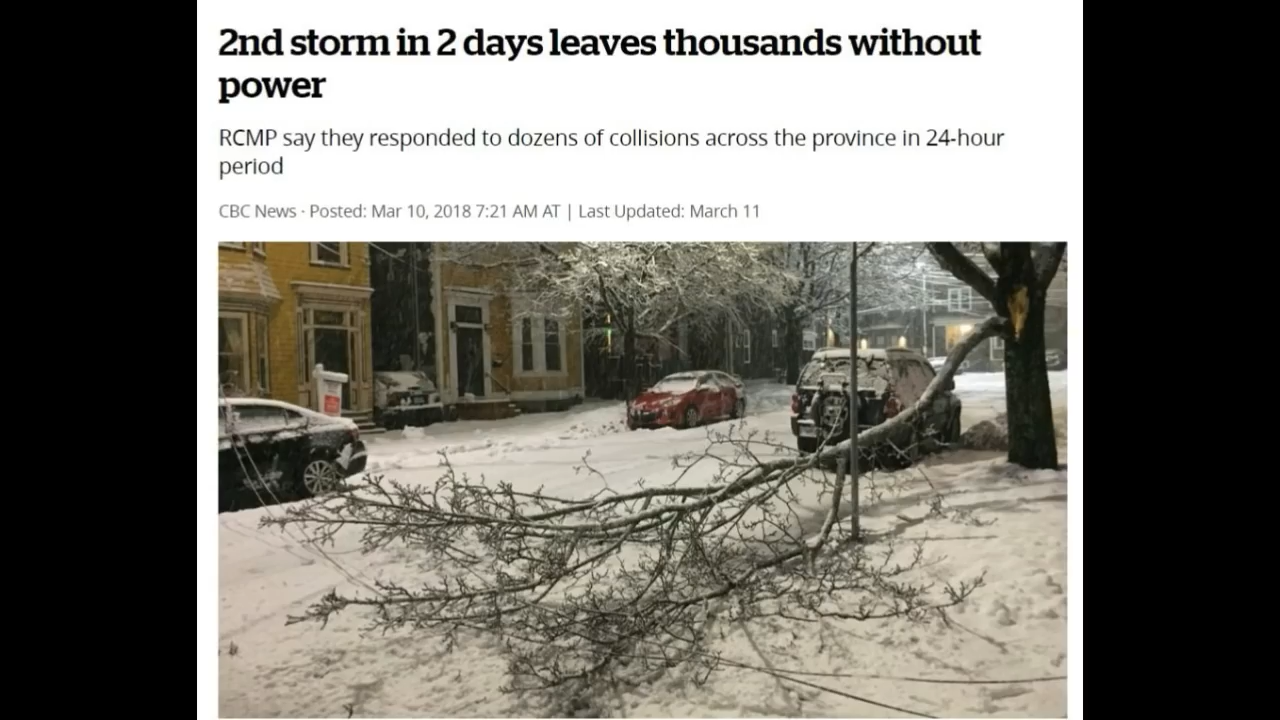 2nd storm in 2 days leaves thousands without
power
RCMP say they responded to dozens of collisions across the province in 24-hour
period
CBC News · Posted: Mar 10, 2018 7:21 AM AT | Last Updated: March 11